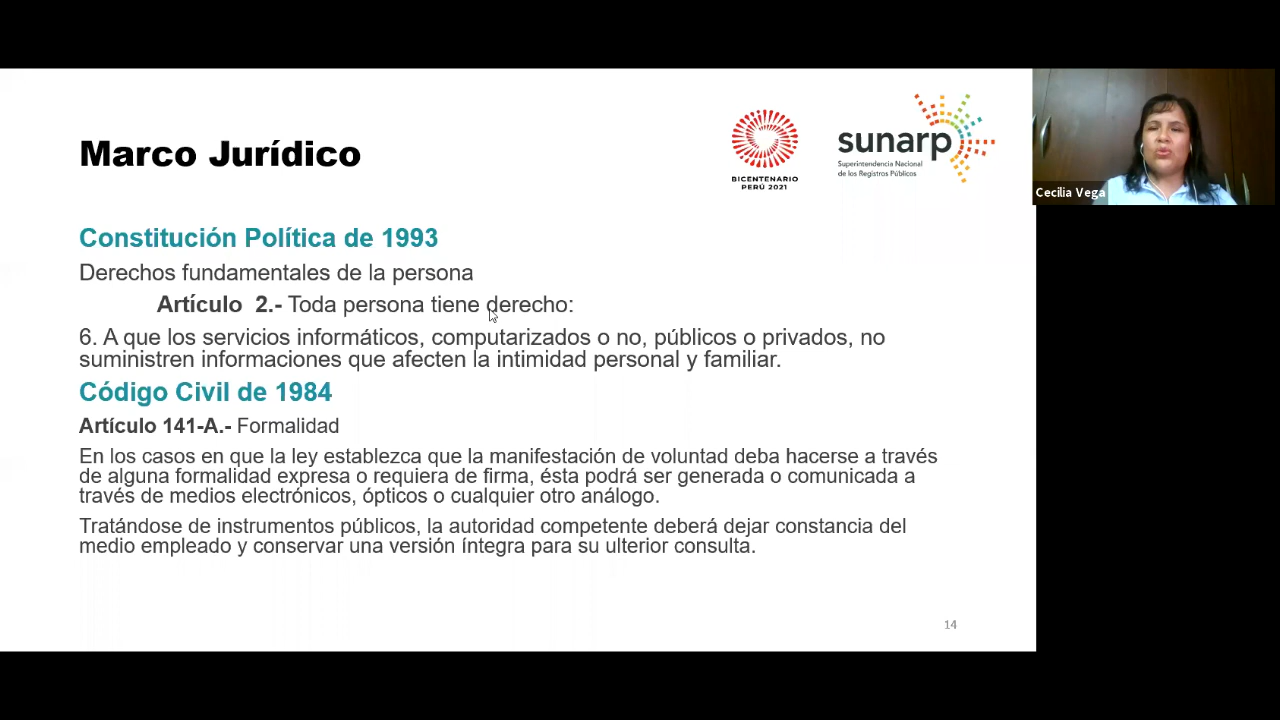 Marco Jurídico
BICENTENARIO
PERÚ 2021
sunarp
Superintendencia Nacional
de los Registros Públicos
Cecilia Vega
Constitución Política de 1993
Derechos fundamentales de la persona
Artículo 2.- Toda persona tiene derecho:
6. A que los servicios informáticos, computarizados o no, públicos o privados, no
suministren informaciones que afecten la intimidad personal y familiar.
Código Civil de 1984
Artículo 141-A.- Formalidad
En los casos en que la ley establezca que la manifestación de voluntad deba hacerse a través
de alguna formalidad expresa o requiera de firma, ésta podrá ser generada o comunicada a
través de medios electrónicos, ópticos o cualquier otro análogo.
Tratándose de instrumentos públicos, la autoridad competente deberá dejar constancia del
medio empleado y conservar una versión íntegra para su ulterior consulta.
14